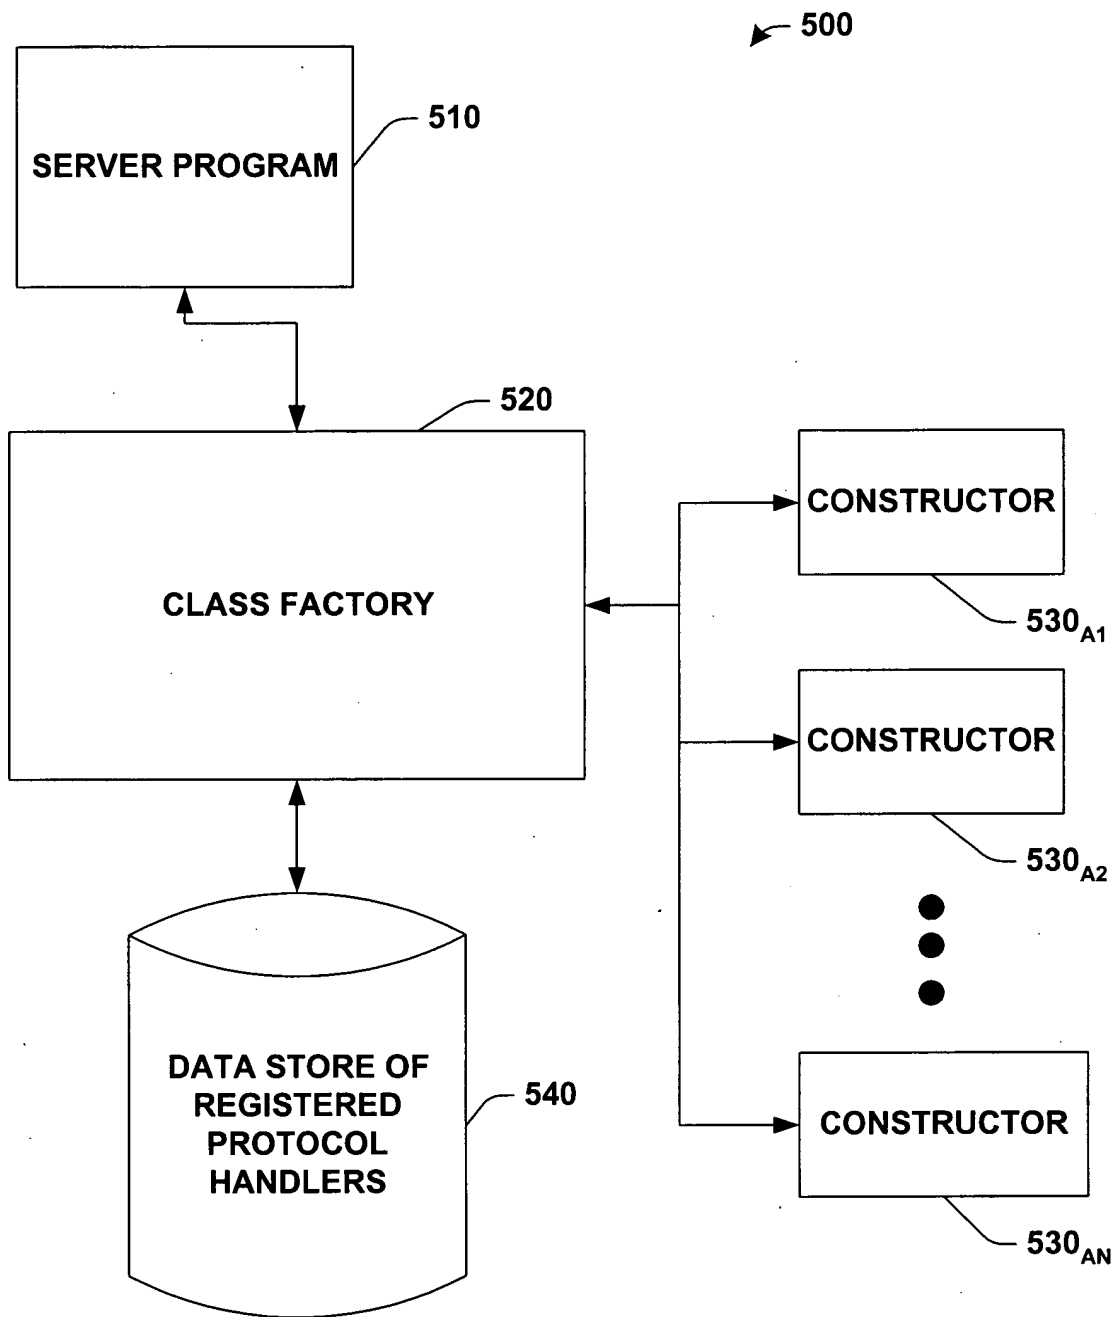 500
510
SERVER PROGRAM
520
CONSTRUCTOR
CLASS FACTORY
530A1
CONSTRUCTOR
530A2
DATA STORE OF
REGISTERED
PROTOCOL
HANDLERS
540
CONSTRUCTOR
530AN